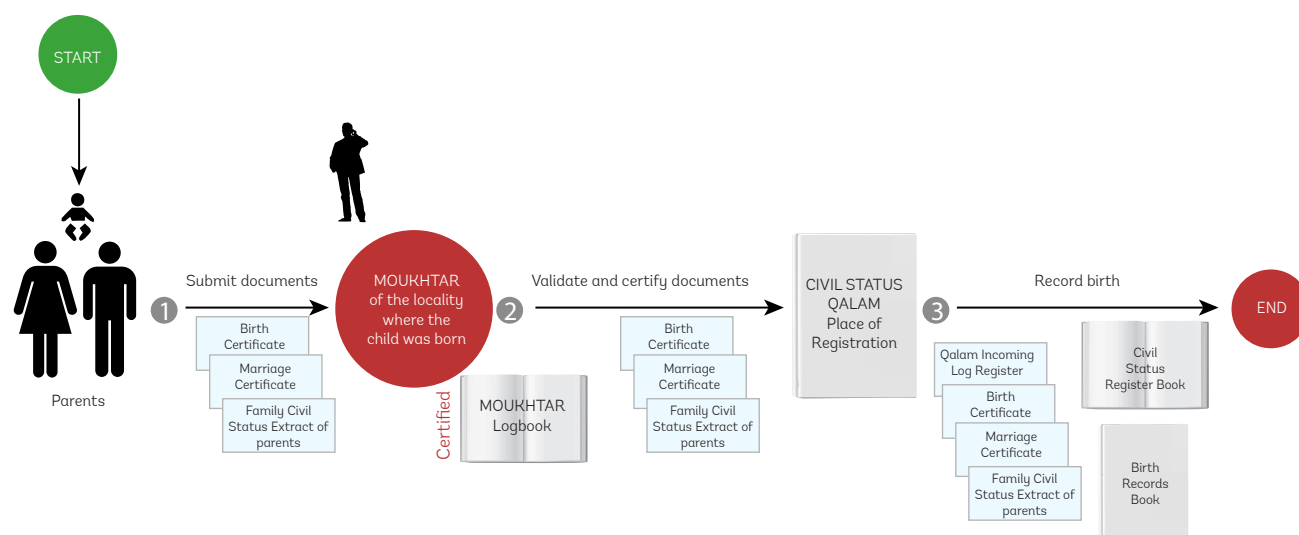 START
Parents
1
Submit documents
Birth
Certificate
Marriage
Certificate
Family Civil
Status Extract of
parents
MOUKHTAR
of the locality
where the
child was born
Certified
MOUKHTAR
Logbook
2
Validate and certify documents
Birth
Certificate
Marriage
Certificate
Family Civil
Status Extract of
parents
CIVIL STATUS
QALAM
Place of
Registration
3
Record birth
Qalam Incoming
Log Register
Birth
Certificate
Marriage
Certificate
Family Civil
Status Extract of
parents
Civil
Status
Register Book
Birth
Records
Book
END